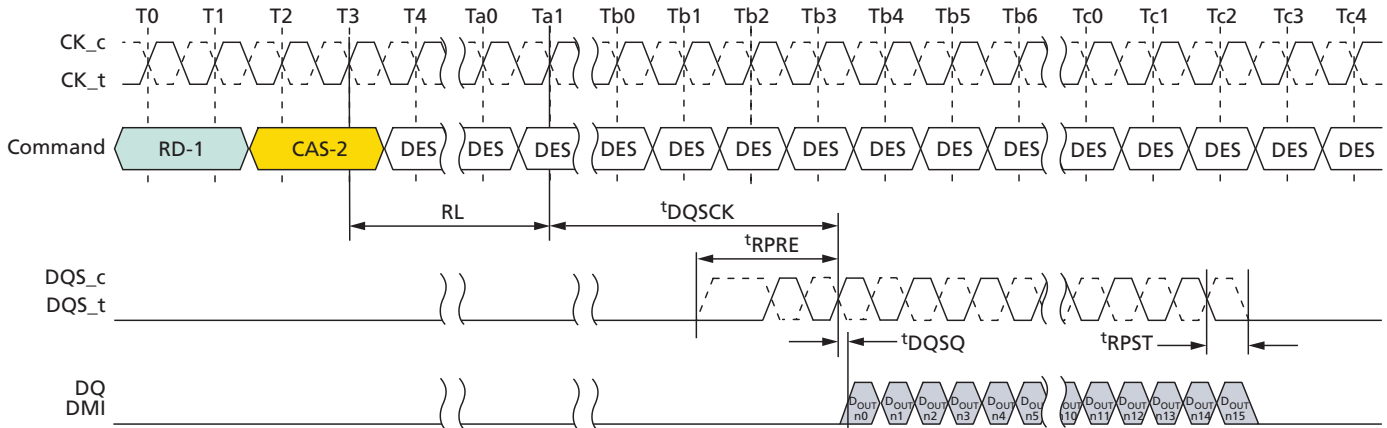 T0 T1 T2 T3 T4 Ta0 Ta1 Tb0 Tb1 Tb2 Tb3 Tb4 Tb5 Tb6 Tc0 Tc1 Tc2 Tc3 Tc4
CK_c
CK_t
Command RD-1 CAS-2 DES DES DES DES DES DES DES DES DES DES DES DES DES DES DES
RL tDQSCK
tRPRE
DQS_c
DQS_t
tDQSQ tRPST
DQ
DMI
DOUT n0 DOUT n1 DOUT n2 DOUT n3 DOUT n4 DOUT n5 DOUT n10 DOUT n11 DOUT n12 DOUT n13 DOUT n14 DOUT n15